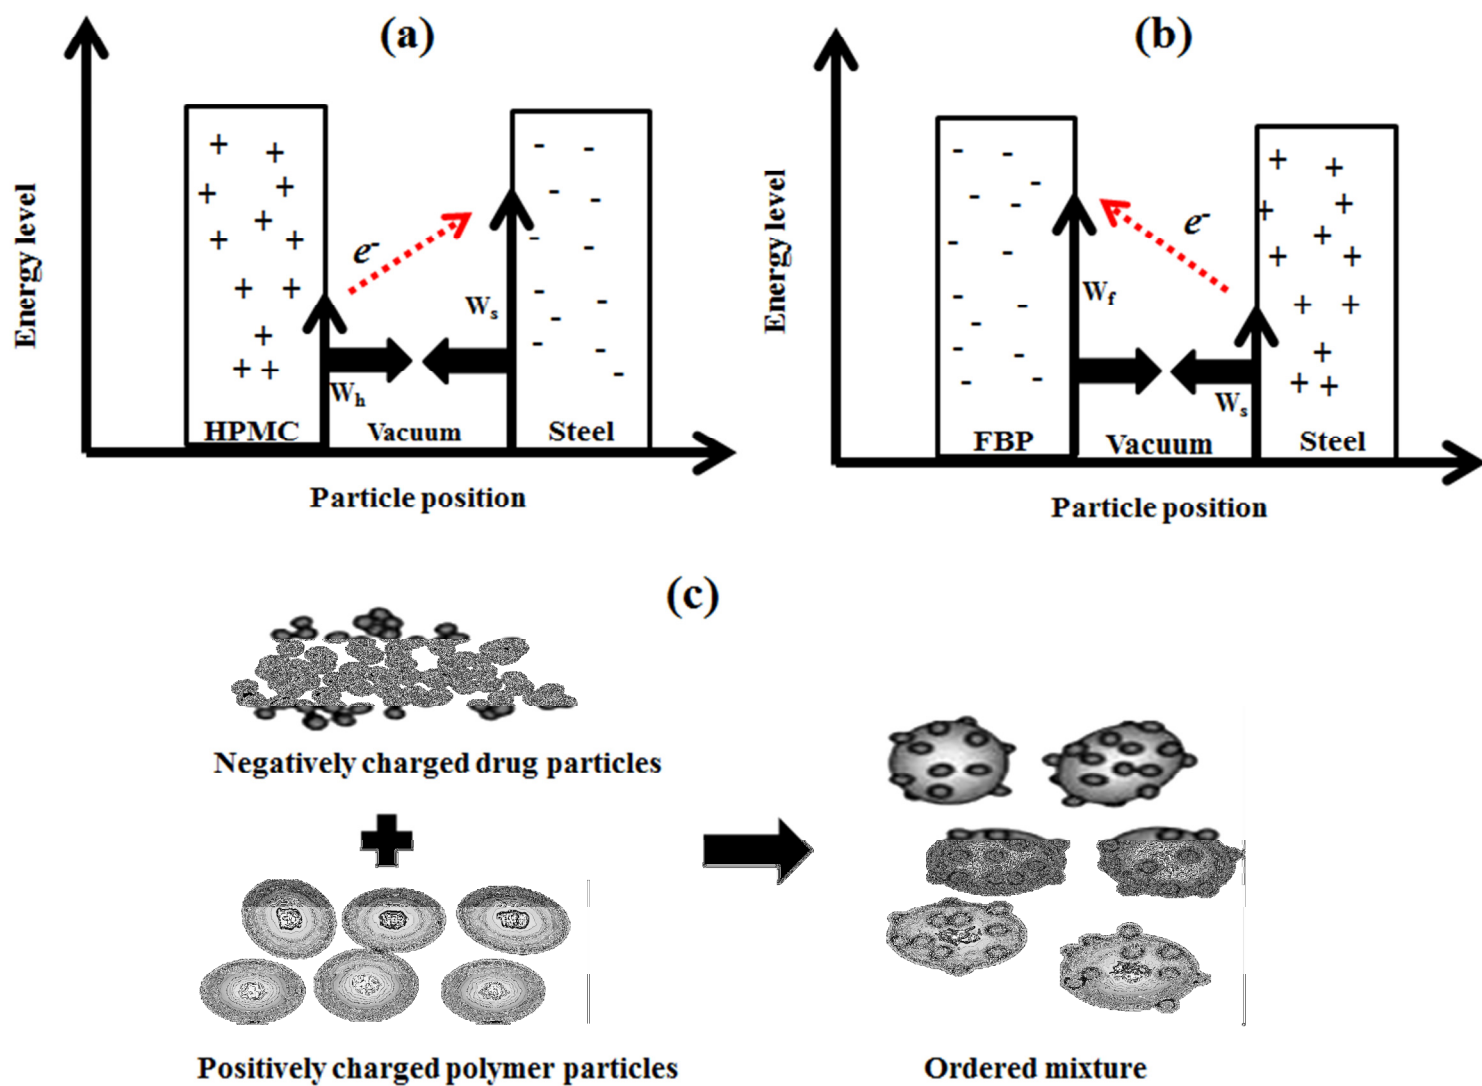 (a)
Energy level
+ + + + + + + + + + + +
- - - - - - - - - - - - -
e-
Ws
Wh
HPMC
Vacuum
Steel
Particle position
(b)
Energy level
- - - - - - - - - - - - - - -
+ + + + + + + + + + + + +
e-
Wf
Ws
FBP
Vacuum
Steel
Particle position
(c)
Negatively charged drug particles
Positively charged polymer particles
Ordered mixture